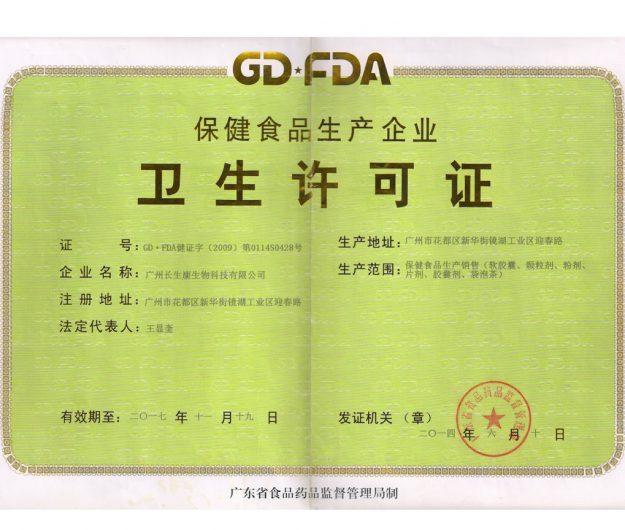 GD★FDA
保健食品生产企业
卫生许可证
证 号: GD·FDA健证字（2009）第0114S0428号
企业名称: 广州长生康生物科技有限公司
注册地址: 广州市花都区新华街镜湖工业区迎春路
法定代表人: 王显奎
生产地址: 广州市花都区新华街镜湖工业区迎春路
生产范围: 保健食品生产销售（软胶囊、颗粒剂、粉剂、
片剂、胶囊剂、袋泡茶）
有效期至: 二〇一七 年 十一 月 十九 日
发证机关 （章）
二〇一四 年 六 月 十 日
广东省食品药品监督管理局制